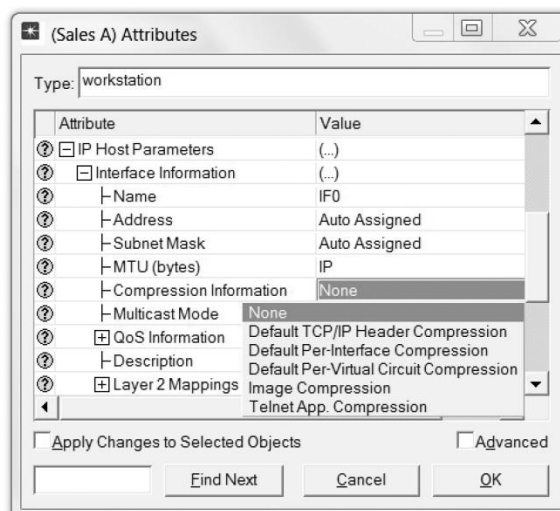 (Sales A) Attributes
Type: workstation
Attribute Value
IP Host Parameters (...)
Interface Information (...)
Name IF0
Address Auto Assigned
Subnet Mask Auto Assigned
MTU (bytes) IP
Compression Information None
Multicast Mode None
Default TCP/IP Header Compression
QoS Information Default Per-Interface Compression
Description Default Per-Virtual Circuit Compression
Layer 2 Mappings Image Compression
Telnet App. Compression
Apply Changes to Selected Objects Advanced
Find Next Cancel OK